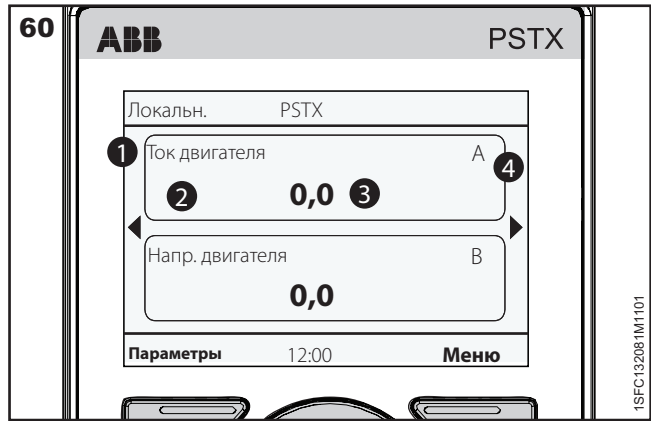 60
ABB PSTX
Локальн. PSTX
1 Ток двигателя A 4
2 0,0 3
Напр. двигателя В
0,0
Параметры 12:00 Меню
1SFC132081M1101